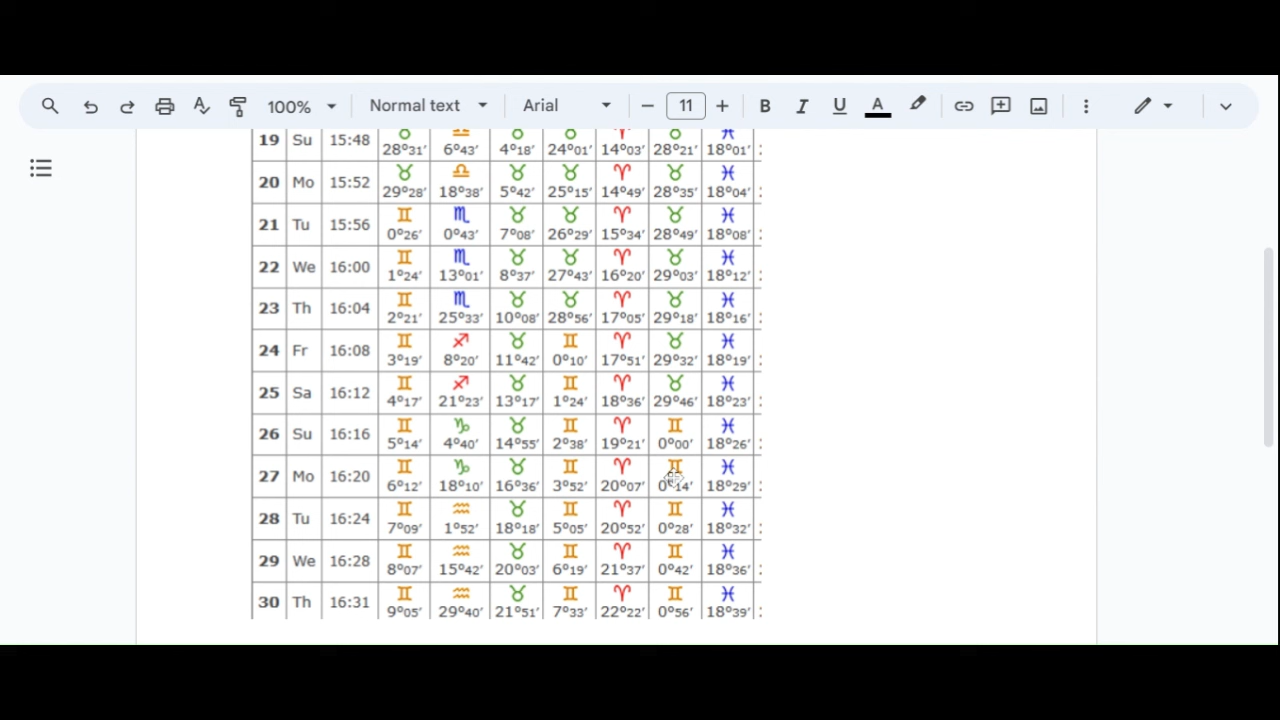 100% Normal text Arial 11 B I U A
19 Su 15:48 ♉ 28°31′ ♎ 6°43′ ♉ 4°18′ ♉ 24°01′ ♈ 14°03′ ♉ 28°21′ ♓ 18°01′
20 Mo 15:52 ♉ 29°28′ ♎ 18°38′ ♉ 5°42′ ♉ 25°15′ ♈ 14°49′ ♉ 28°35′ ♓ 18°04′
21 Tu 15:56 ♊ 0°26′ ♏ 0°43′ ♉ 7°08′ ♉ 26°29′ ♈ 15°34′ ♉ 28°49′ ♓ 18°08′
22 We 16:00 ♊ 1°24′ ♏ 13°01′ ♉ 8°37′ ♉ 27°43′ ♈ 16°20′ ♉ 29°03′ ♓ 18°12′
23 Th 16:04 ♊ 2°21′ ♏ 25°33′ ♉ 10°08′ ♉ 28°56′ ♈ 17°05′ ♉ 29°18′ ♓ 18°16′
24 Fr 16:08 ♊ 3°19′ ♐ 8°20′ ♉ 11°42′ ♊ 0°10′ ♈ 17°51′ ♉ 29°32′ ♓ 18°19′
25 Sa 16:12 ♊ 4°17′ ♐ 21°23′ ♉ 13°17′ ♊ 1°24′ ♈ 18°36′ ♉ 29°46′ ♓ 18°23′
26 Su 16:16 ♊ 5°14′ ♑ 4°40′ ♉ 14°55′ ♊ 2°38′ ♈ 19°21′ ♊ 0°00′ ♓ 18°26′
27 Mo 16:20 ♊ 6°12′ ♑ 18°10′ ♉ 16°36′ ♊ 3°52′ ♈ 20°07′ ♊ 0°14′ ♓ 18°29′
28 Tu 16:24 ♊ 7°09′ ♒ 1°52′ ♉ 18°18′ ♊ 5°05′ ♈ 20°52′ ♊ 0°28′ ♓ 18°32′
29 We 16:28 ♊ 8°07′ ♒ 15°42′ ♉ 20°03′ ♊ 6°19′ ♈ 21°37′ ♊ 0°42′ ♓ 18°36′
30 Th 16:31 ♊ 9°05′ ♒ 29°40′ ♉ 21°51′ ♊ 7°33′ ♈ 22°22′ ♊ 0°56′ ♓ 18°39′